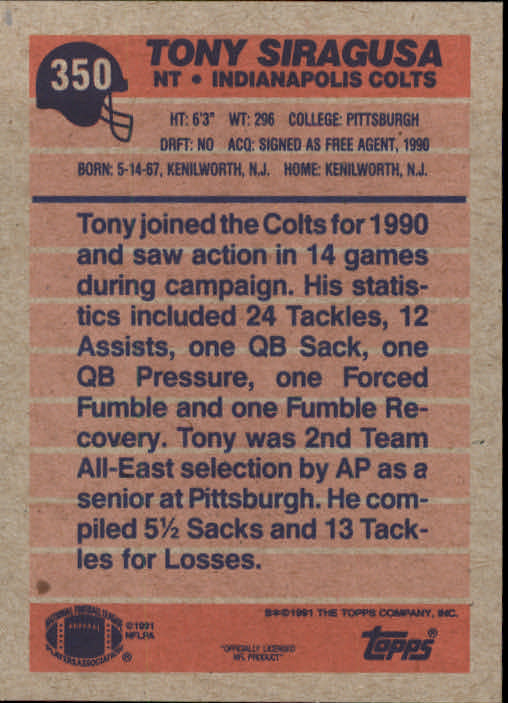 350
TONY SIRAGUSA
NT • INDIANAPOLIS COLTS
HT: 6'3" WT: 296 COLLEGE: PITTSBURGH
DRFT: NO ACQ: SIGNED AS FREE AGENT, 1990
BORN: 5-14-67, KENILWORTH, N.J. HOME: KENILWORTH, N.J.
Tony joined the Colts for 1990
and saw action in 14 games
during campaign. His statis-
tics included 24 Tackles, 12
Assists, one QB Sack, one
QB Pressure, one Forced
Fumble and one Fumble Re-
covery. Tony was 2nd Team
All-East selection by AP as a
senior at Pittsburgh. He com-
piled 5½ Sacks and 13 Tack-
les for Losses.
NATIONAL FOOTBALL LEAGUE
PLAYERS ASSOCIATION
®
©1991
NFLPA
"OFFICIALLY LICENSED
NFL PRODUCT"
B✻©1991 THE TOPPS COMPANY, INC.
Topps®